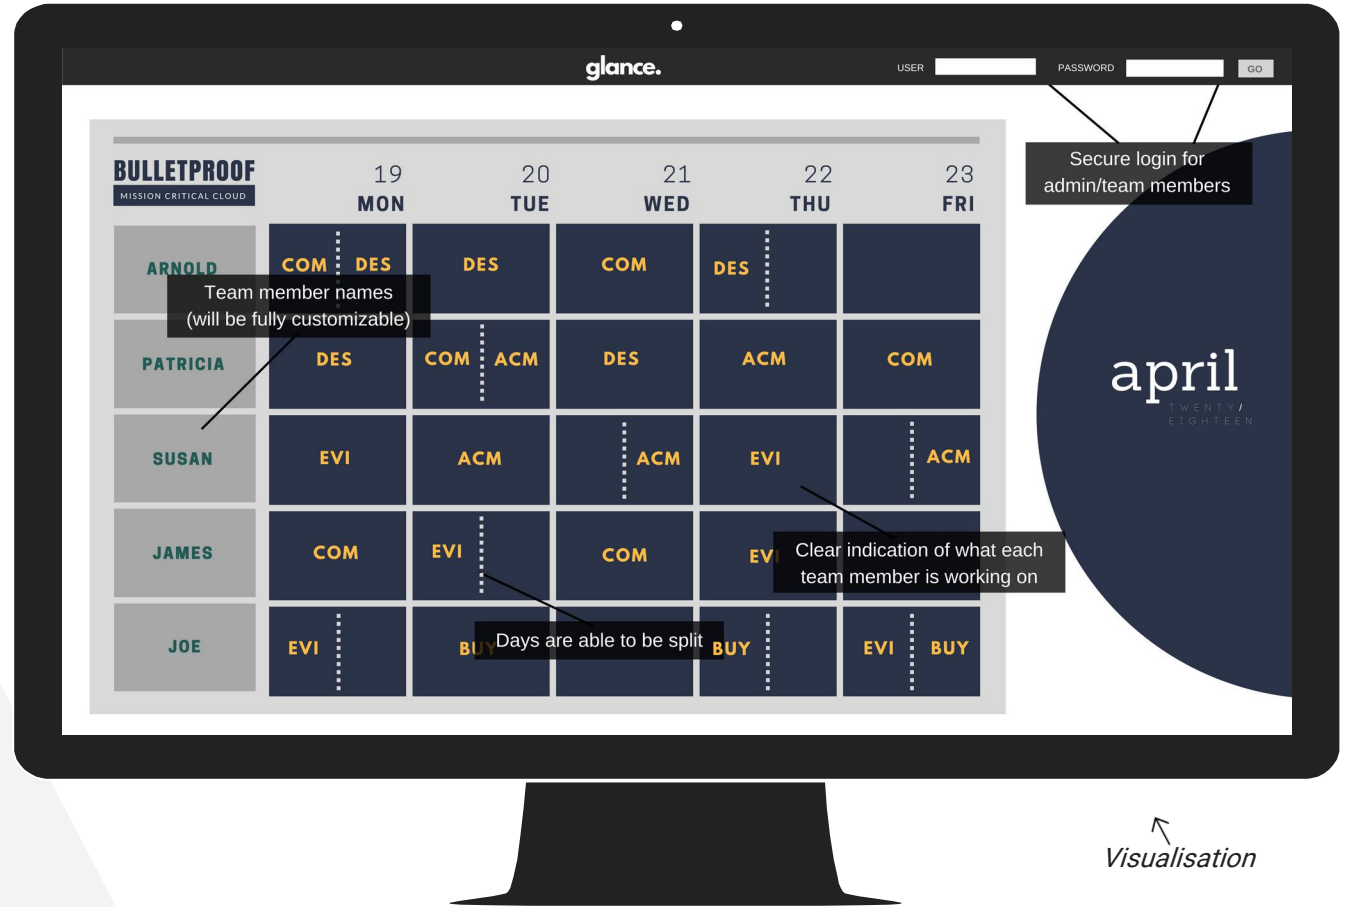 glance.
USER
PASSWORD
GO
Secure login for
admin/team members
BULLETPROOF
MISSION CRITICAL CLOUD
19 20 21 22 23
MON TUE WED THU FRI
ARNOLD COM DES DES COM DES
Team member names
(will be fully customizable)
PATRICIA DES COM ACM DES ACM COM
april
TWENTY/
EIGHTEEN
SUSAN EVI ACM ACM EVI ACM
JAMES COM EVI COM EVI
Clear indication of what each
team member is working on
JOE EVI BUY BUY EVI BUY
Days are able to be split
Visualisation